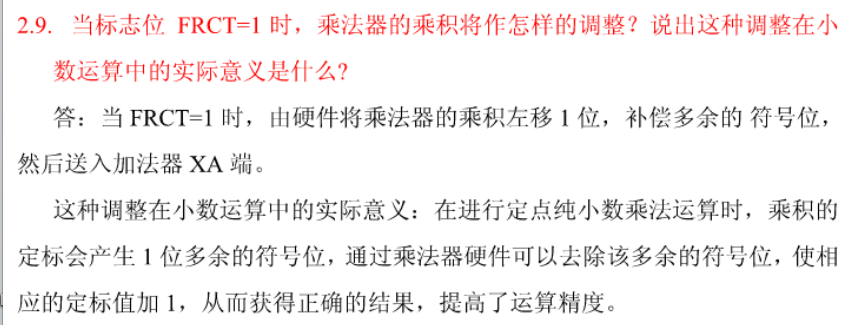 2.9. 当标志位 FRCT=1 时，乘法器的乘积将作怎样的调整？说出这种调整在小
数运算中的实际意义是什么?
答：当 FRCT=1 时，由硬件将乘法器的乘积左移 1 位，补偿多余的 符号位，
然后送入加法器 XA 端。
这种调整在小数运算中的实际意义：在进行定点纯小数乘法运算时，乘积的
定标会产生 1 位多余的符号位，通过乘法器硬件可以去除该多余的符号位，使相
应的定标值加 1，从而获得正确的结果，提高了运算精度。